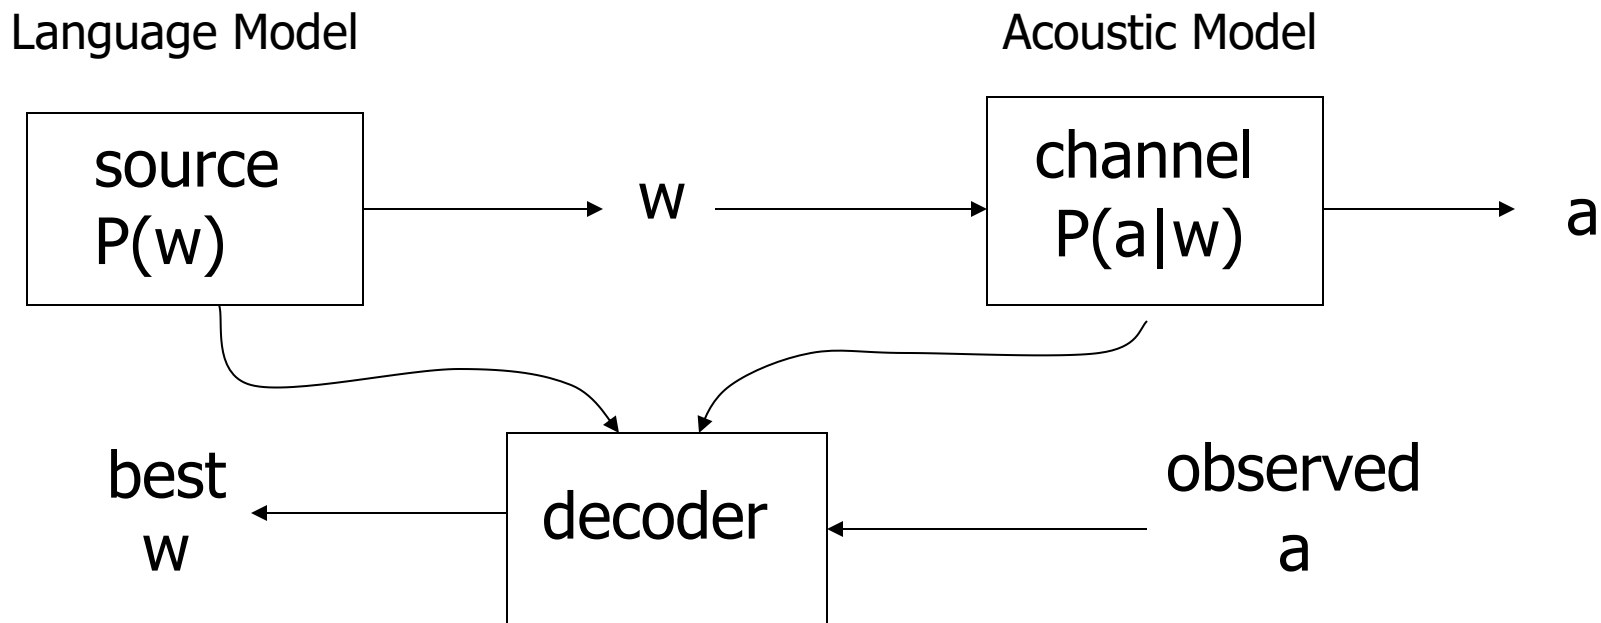 Language Model
Acoustic Model
source
P(w)
w
channel
P(a|w)
a
best
w
decoder
observed
a